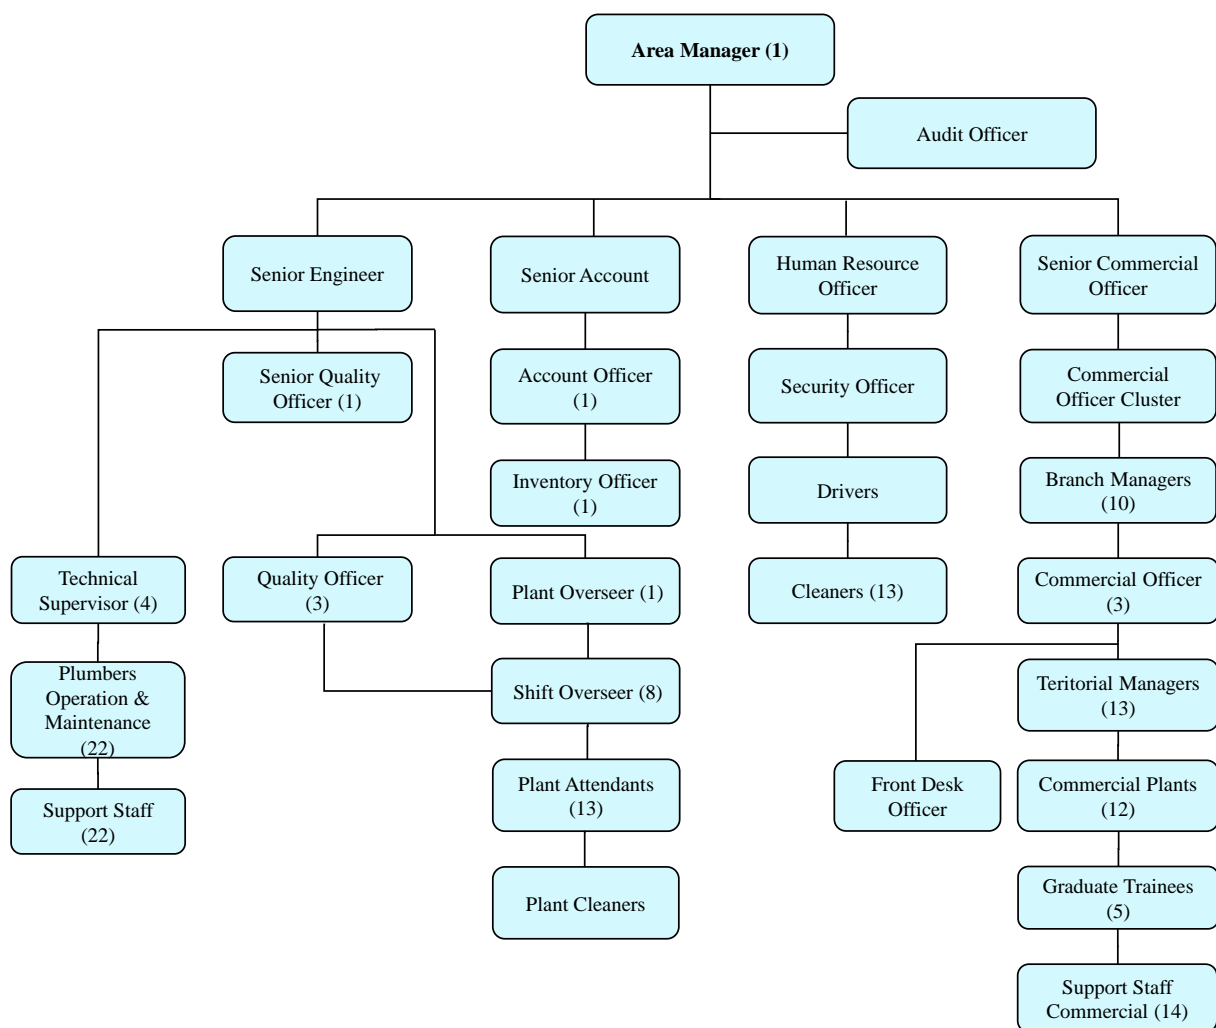 Area Manager (1)
Audit Officer
Senior Engineer
Senior Account
Human Resource
Officer
Senior Commercial
Officer
Senior Quality
Officer (1)
Account Officer
(1)
Security Officer
Commercial
Officer Cluster
Inventory Officer
(1)
Drivers
Branch Managers
(10)
Technical
Supervisor (4)
Quality Officer
(3)
Plant Overseer (1)
Cleaners (13)
Commercial Officer
(3)
Plumbers
Operation &
Maintenance
(22)
Shift Overseer (8)
Teritorial Managers
(13)
Support Staff
(22)
Plant Attendants
(13)
Front Desk
Officer
Commercial Plants
(12)
Plant Cleaners
Graduate Trainees
(5)
Support Staff
Commercial (14)